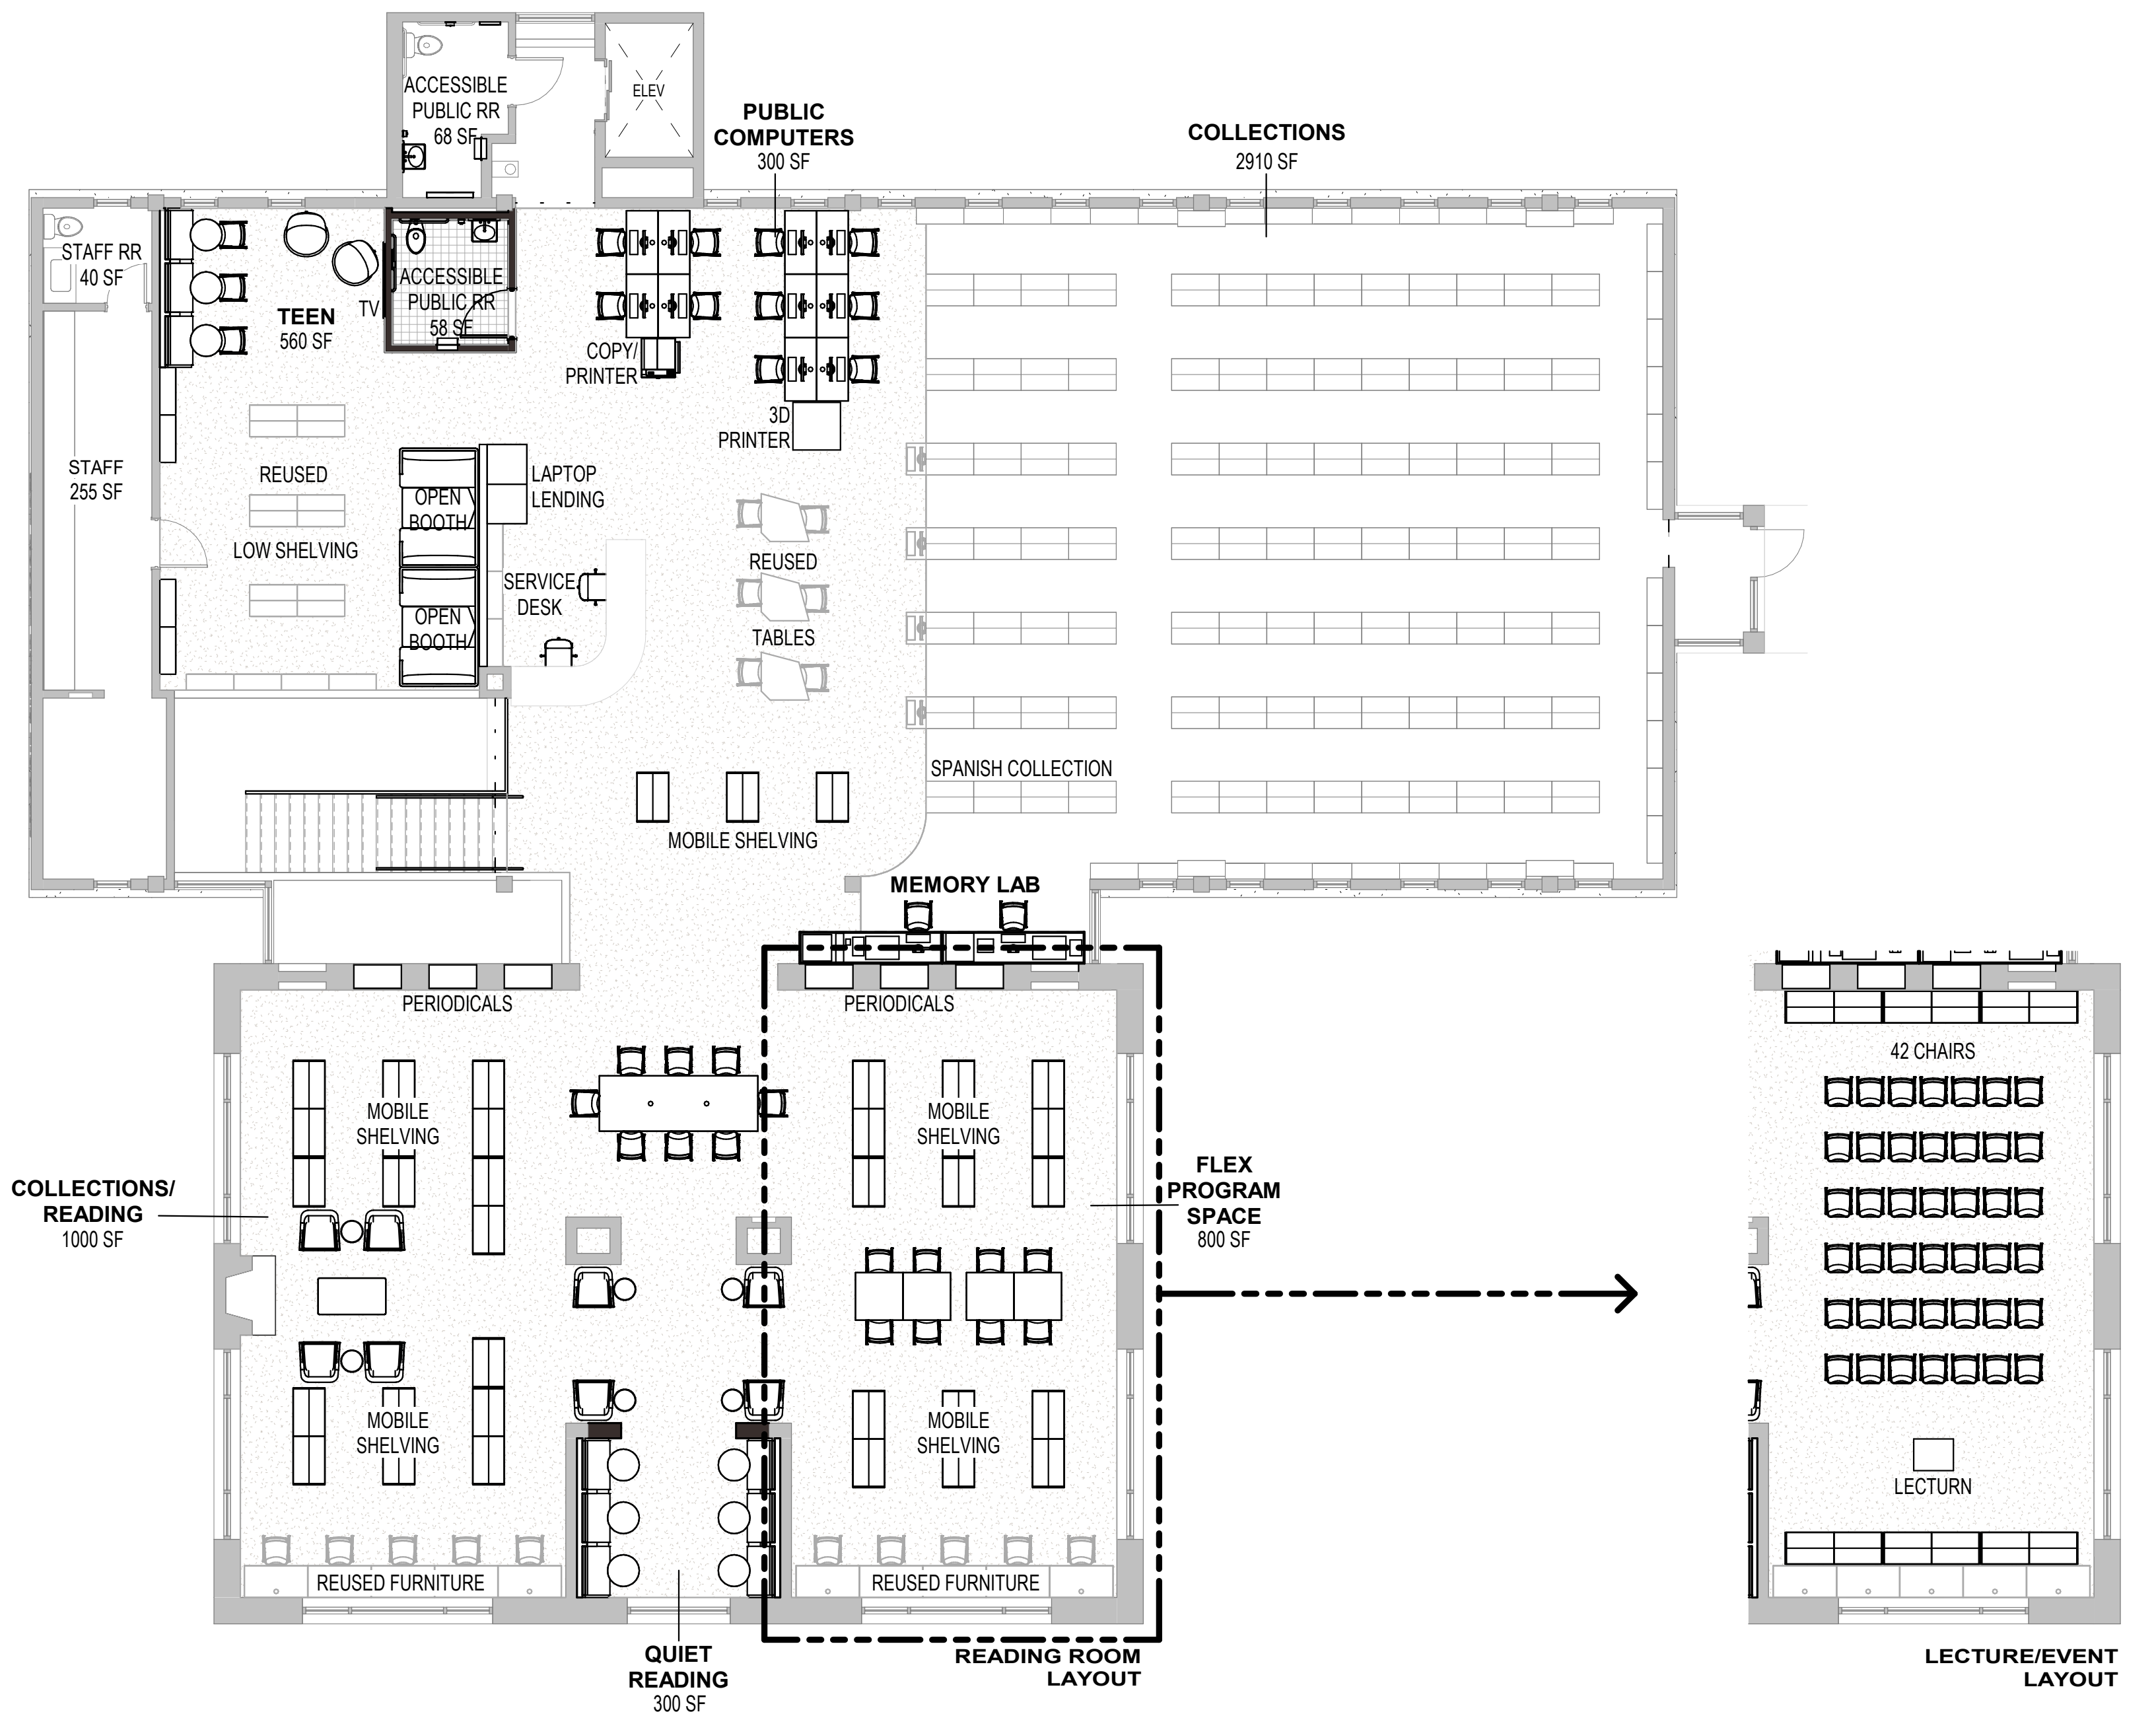 ACCESSIBLE
PUBLIC RR
68 SF
ELEV
PUBLIC
COMPUTERS
300 SF
COLLECTIONS
2910 SF
STAFF RR
40 SF
TEEN
560 SF
TV
ACCESSIBLE
PUBLIC RR
58 SF
COPY/
PRINTER
3D
PRINTER
STAFF
255 SF
REUSED
LOW SHELVING
OPEN
BOOTH
OPEN
BOOTH
LAPTOP
LENDING
SERVICE
DESK
REUSED
TABLES
SPANISH COLLECTION
MOBILE SHELVING
MEMORY LAB
PERIODICALS
PERIODICALS
MOBILE
SHELVING
MOBILE
SHELVING
COLLECTIONS/
READING
1000 SF
FLEX
PROGRAM
SPACE
800 SF
MOBILE
SHELVING
MOBILE
SHELVING
REUSED FURNITURE
REUSED FURNITURE
QUIET
READING
300 SF
READING ROOM
LAYOUT
42 CHAIRS
LECTURN
LECTURE/EVENT
LAYOUT